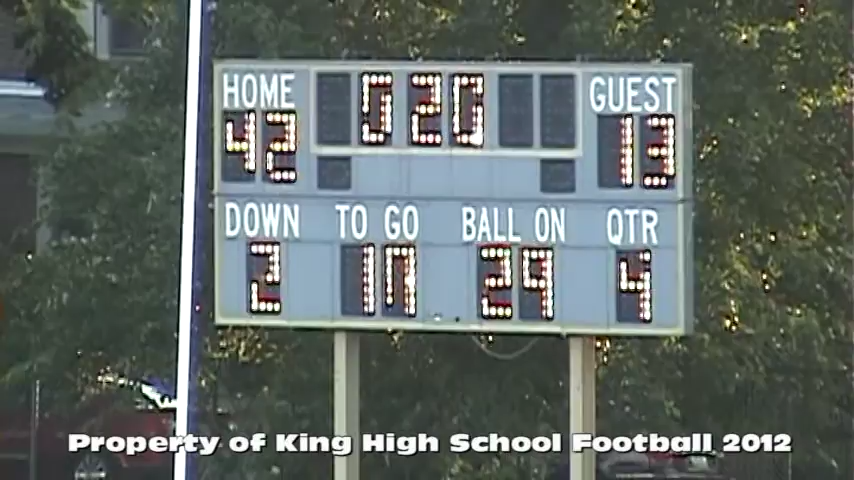 HOME 0 20 GUEST
42 13
DOWN TO GO BALL ON QTR
2 29 4
Property of King High School Football 2012